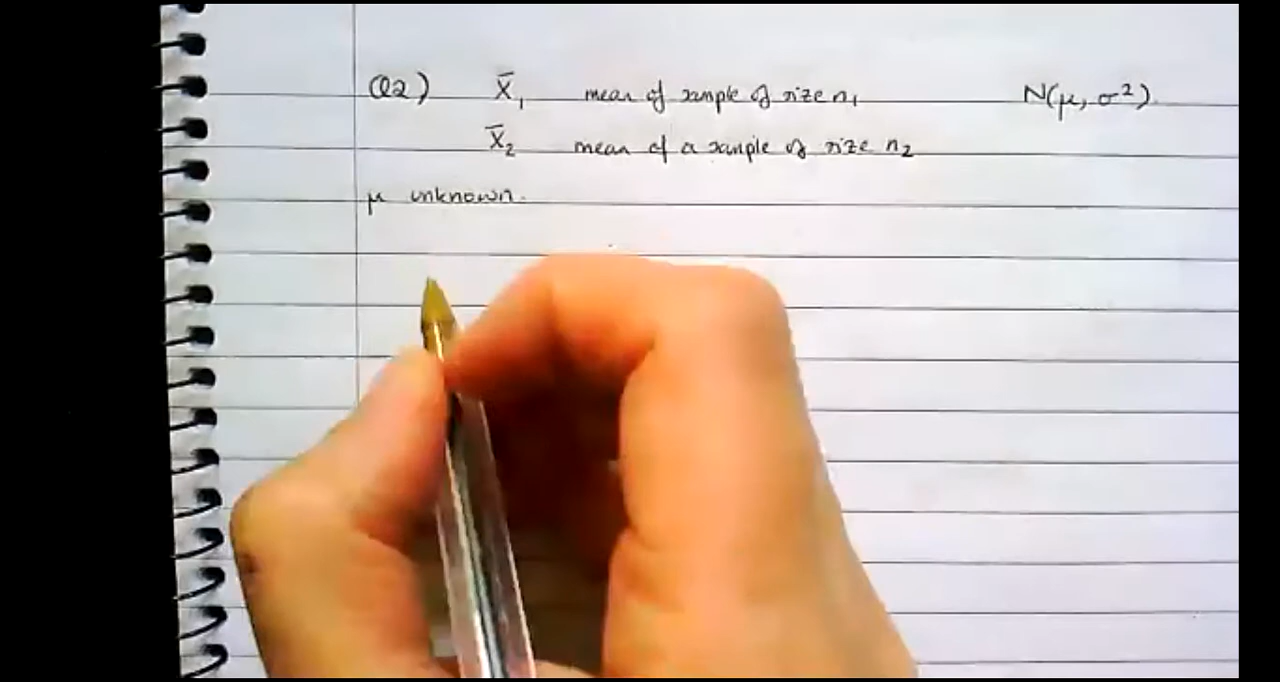 Q2) X̄₁ mean of sample of size n₁ N(μ, σ²).
X̄₂ mean of a sample of size n₂
μ unknown.